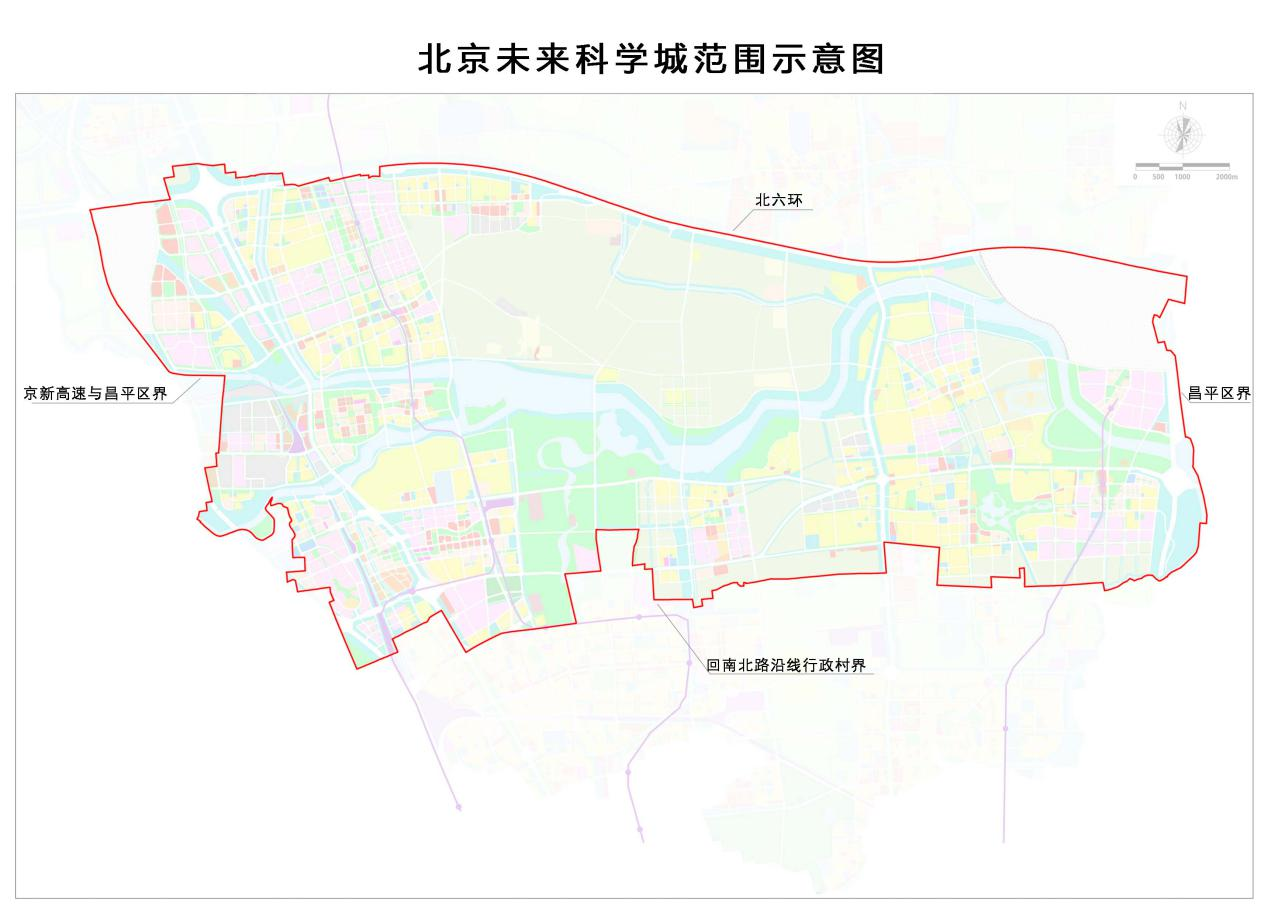 北京未来科学城范围示意图
N
0 500 1000 2000m
北六环
京新高速与昌平区界
昌平区界
回南北路沿线行政村界